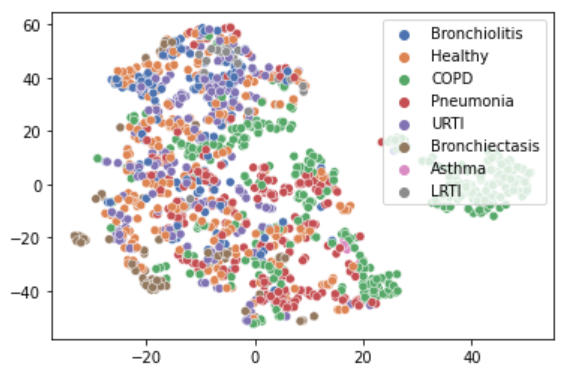 60
40
20
0
−20
−40
−20
0
20
40
Bronchiolitis
Healthy
COPD
Pneumonia
URTI
Bronchiectasis
Asthma
LRTI